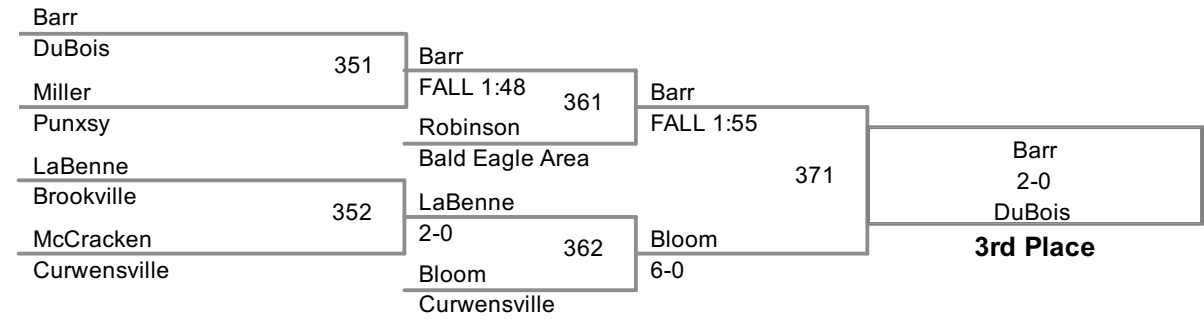 Barr
DuBois
351
Miller
Punxsy
LaBenne
Brookville
352
McCracken
Curwensville
Barr
FALL 1:48
361
Robinson
Bald Eagle Area
LaBenne
2-0
362
Bloom
Curwensville
Barr
FALL 1:55
371
Bloom
6-0
Barr
2-0
DuBois
3rd Place